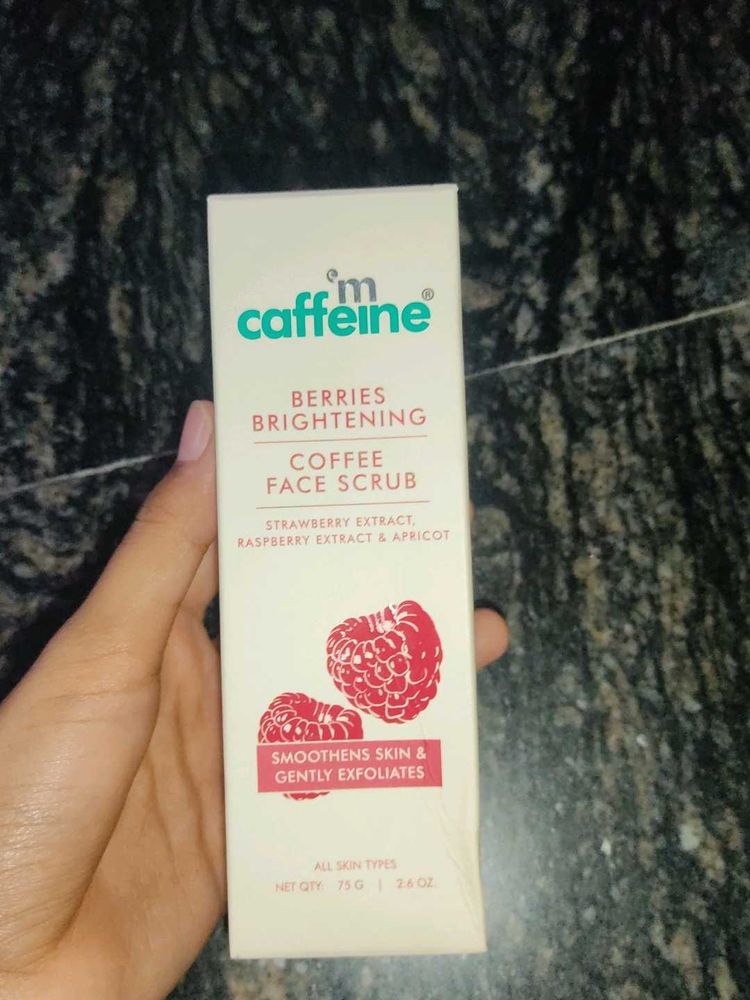 'm
caffeine®
BERRIES
BRIGHTENING
COFFEE
FACE SCRUB
STRAWBERRY EXTRACT,
RASPBERRY EXTRACT & APRICOT
SMOOTHENS SKIN &
GENTLY EXFOLIATES
ALL SKIN TYPES
NET QTY: 75 G | 2.6 OZ.